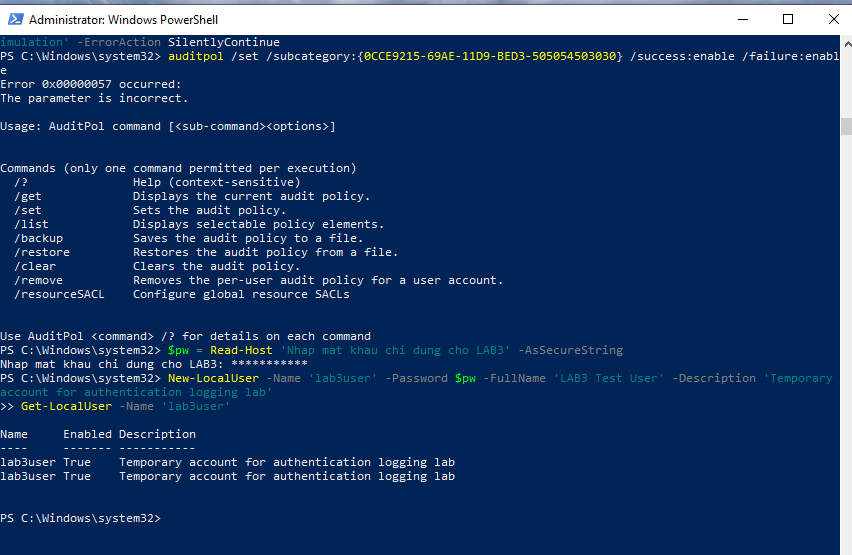 Administrator: Windows PowerShell
imulation' -ErrorAction SilentlyContinue
PS C:\Windows\system32> auditpol /set /subcategory:{0CCE9215-69AE-11D9-BED3-505054503030} /success:enable /failure:enabl
e
Error 0x00000057 occurred:
The parameter is incorrect.
Usage: AuditPol command [<sub-command><options>]
Commands (only one command permitted per execution)
/? Help (context-sensitive)
/get Displays the current audit policy.
/set Sets the audit policy.
/list Displays selectable policy elements.
/backup Saves the audit policy to a file.
/restore Restores the audit policy from a file.
/clear Clears the audit policy.
/remove Removes the per-user audit policy for a user account.
/resourceSACL Configure global resource SACLs
Use AuditPol <command> /? for details on each command
PS C:\Windows\system32> $pw = Read-Host 'Nhap mat khau chi dung cho LAB3' -AsSecureString
Nhap mat khau chi dung cho LAB3: ***********
PS C:\Windows\system32> New-LocalUser -Name 'lab3user' -Password $pw -FullName 'LAB3 Test User' -Description 'Temporary
account for authentication logging lab'
>> Get-LocalUser -Name 'lab3user'
Name Enabled Description
---- ------- -----------
lab3user True Temporary account for authentication logging lab
lab3user True Temporary account for authentication logging lab
PS C:\Windows\system32>